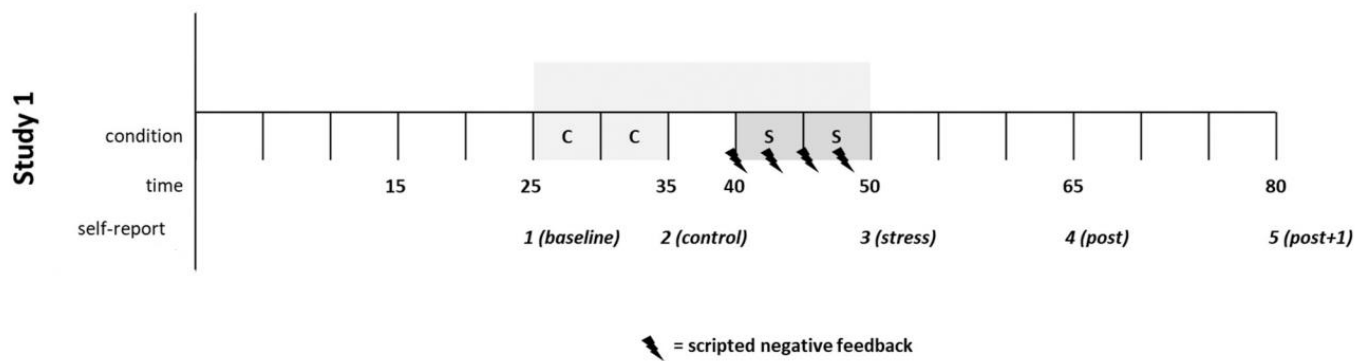 Study 1
condition C C S S
time 15 25 35 40 50 65 80
self-report 1 (baseline) 2 (control) 3 (stress) 4 (post) 5 (post+1)
= scripted negative feedback